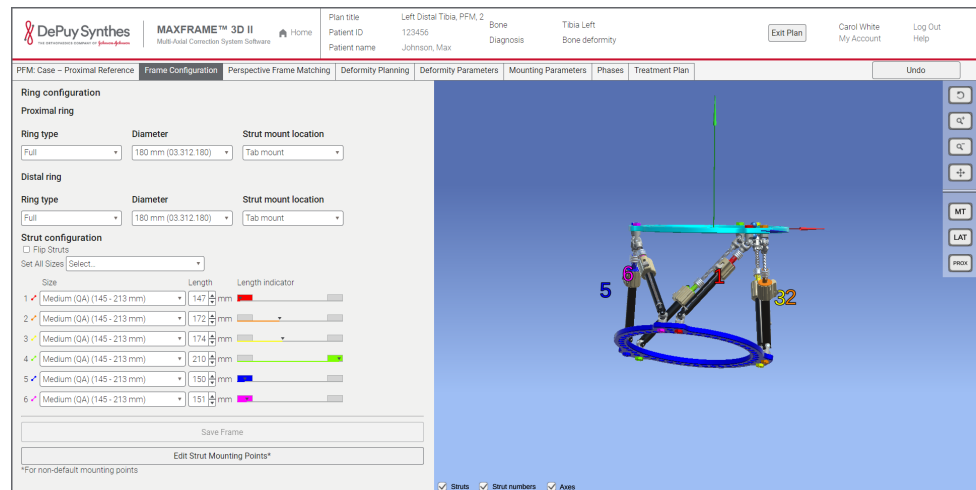 DePuy Synthes
THE ORTHOPAEDICS COMPANY OF Johnson & Johnson
MAXFRAME™ 3D II
Multi-Axial Correction System Software
Home
Plan title Left Distal Tibia, PFM, 2
Patient ID 123456
Patient name Johnson, Max
Bone Tibia Left
Diagnosis Bone deformity
Exit Plan
Carol White
My Account
Log Out
Help
PFM: Case – Proximal Reference Frame Configuration Perspective Frame Matching Deformity Planning Deformity Parameters Mounting Parameters Phases Treatment Plan Undo
Ring configuration
Proximal ring
Ring type Diameter Strut mount location
Full 180 mm (03.312.180) Tab mount
Distal ring
Ring type Diameter Strut mount location
Full 180 mm (03.312.180) Tab mount
Strut configuration
Flip Struts
Set All Sizes Select...
Size Length Length indicator
1 Medium (QA) (145 - 213 mm) 147 mm
2 Medium (QA) (145 - 213 mm) 172 mm
3 Medium (QA) (145 - 213 mm) 174 mm
4 Medium (QA) (145 - 213 mm) 210 mm
5 Medium (QA) (145 - 213 mm) 150 mm
6 Medium (QA) (145 - 213 mm) 151 mm
Save Frame
Edit Strut Mounting Points*
*For non-default mounting points
5
6
1
32
MT
LAT
PROX
Struts Strut numbers Axes